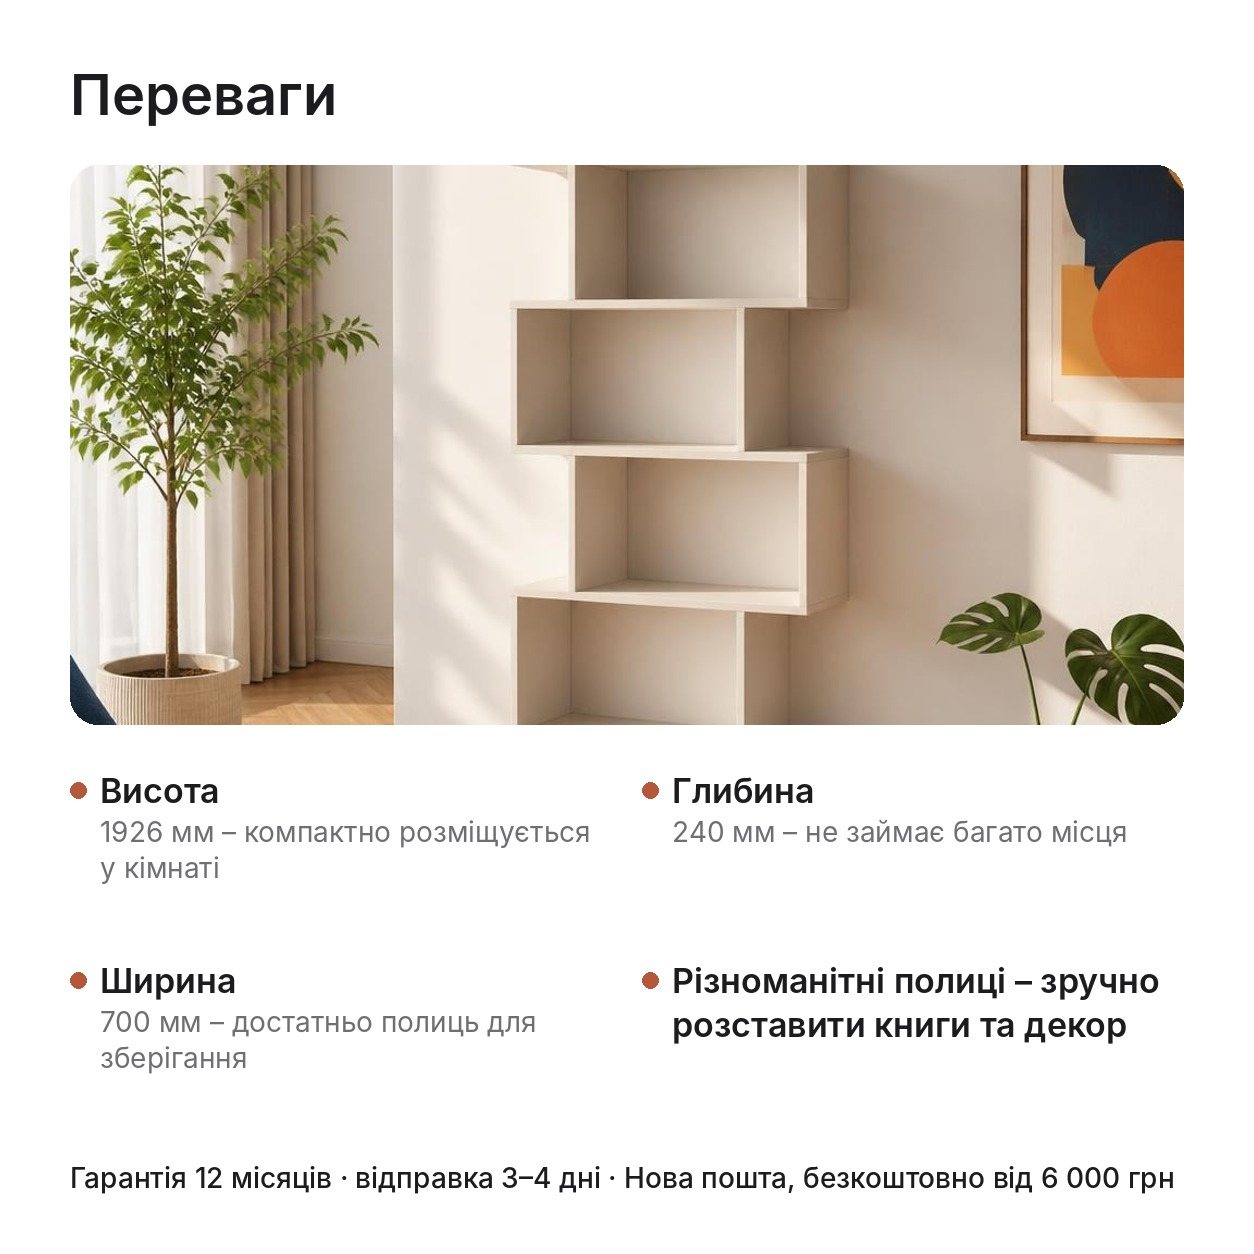 Переваги
Висота
1926 мм – компактно розміщується
у кімнаті
Глибина
240 мм – не займає багато місця
Ширина
700 мм – достатньо полиць для
зберігання
Різноманітні полиці – зручно
розставити книги та декор
Гарантія 12 місяців · відправка 3–4 дні · Нова пошта, безкоштовно від 6 000 грн